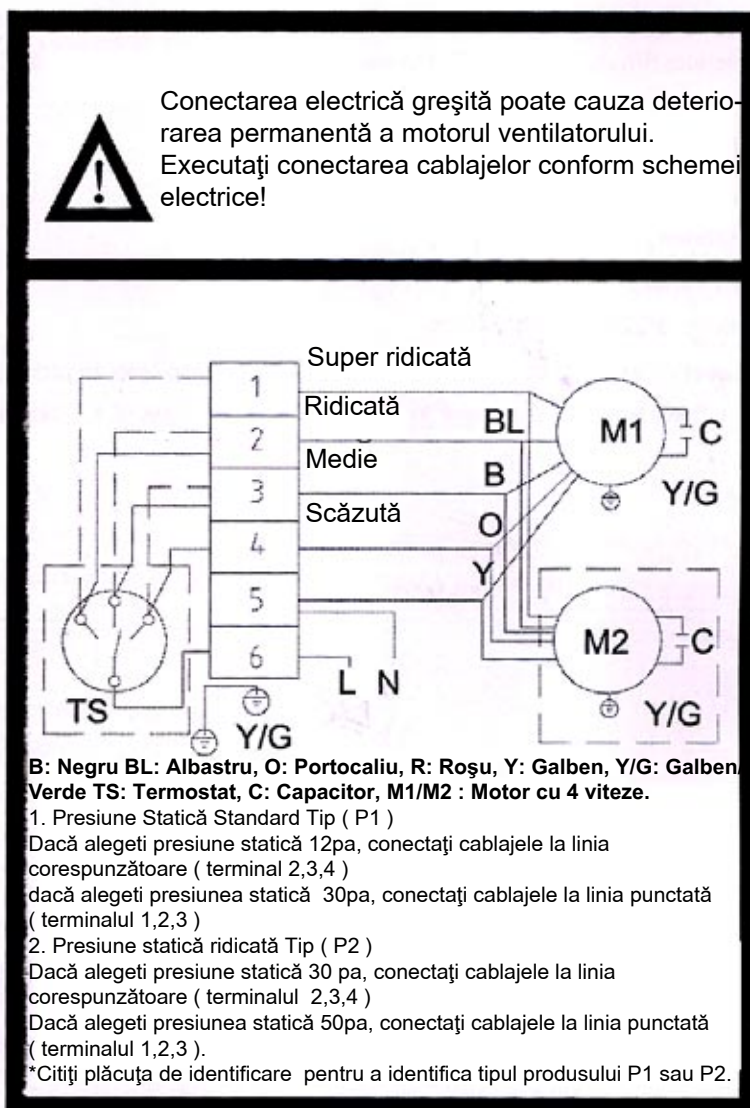 Conectarea electrică greşită poate cauza deterio-
rarea permanentă a motorul ventilatorului.
Executaţi conectarea cablajelor conform schemei
electrice!
Super ridicată
1
Ridicată
BL
M1
C
2
Medie
B
Y/G
3
Scăzută
O
4
Y
5
M2
C
6
L N
TS
Y/G
Y/G
B: Negru BL: Albastru, O: Portocaliu, R: Roşu, Y: Galben, Y/G: Galben/
Verde TS: Termostat, C: Capacitor, M1/M2 : Motor cu 4 viteze.
1. Presiune Statică Standard Tip ( P1 )
Dacă alegeti presiune statică 12pa, conectaţi cablajele la linia
corespunzătoare ( terminal 2,3,4 )
dacă alegeti presiunea statică 30pa, conectaţi cablajele la linia punctată
( terminalul 1,2,3 )
2. Presiune statică ridicată Tip ( P2 )
Dacă alegeti presiune statică 30 pa, conectaţi cablajele la linia
corespunzătoare ( terminalul 2,3,4 )
Dacă alegeti presiunea statică 50pa, conectaţi cablajele la linia punctată
( terminalul 1,2,3 ).
*Citiţi plăcuţa de identificare pentru a identifica tipul produsului P1 sau P2.